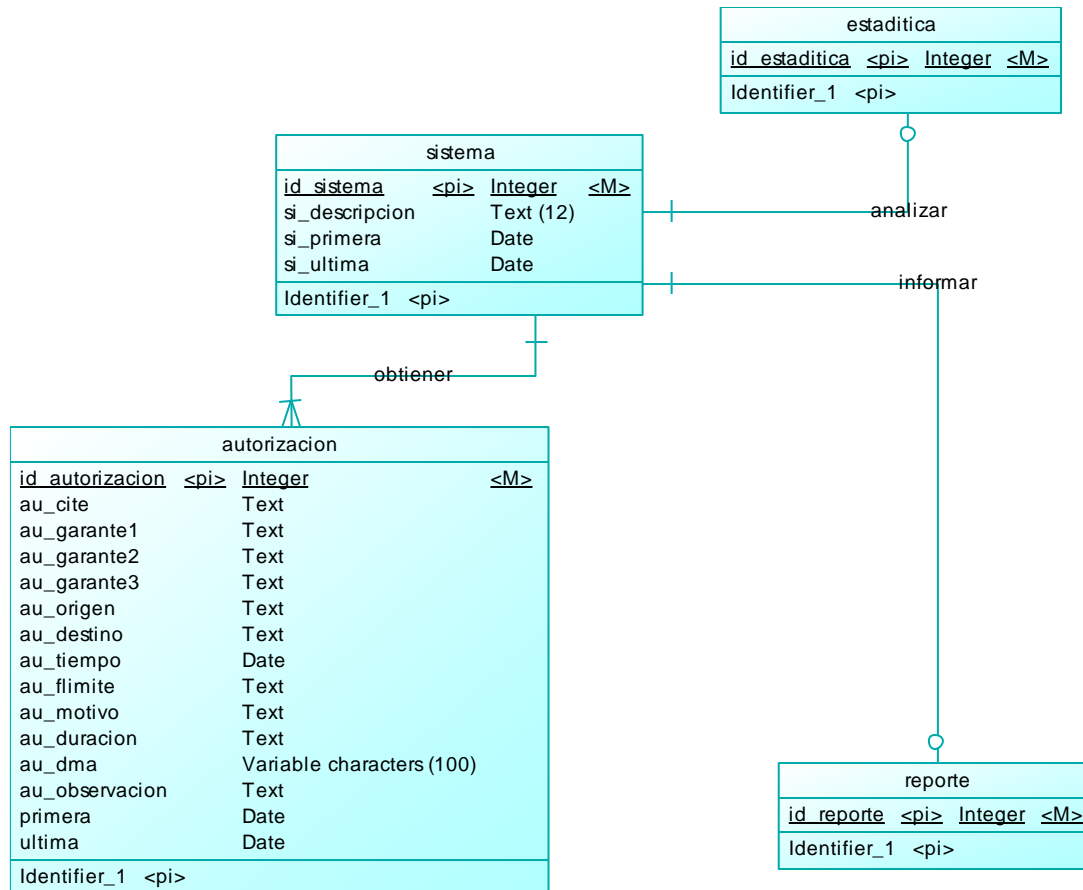 estaditica
id_estaditica <pi> Integer <M>
Identifier_1 <pi>
sistema
id_sistema <pi> Integer <M>
si_descripcion Text (12)
si_primera Date
si_ultima Date
Identifier_1 <pi>
analizar
informar
obtiener
autorizacion
id_autorizacion <pi> Integer <M>
au_cite Text
au_garante1 Text
au_garante2 Text
au_garante3 Text
au_origen Text
au_destino Text
au_tiempo Date
au_flimite Text
au_motivo Text
au_duracion Text
au_dma Variable characters (100)
au_observacion Text
primera Date
ultima Date
Identifier_1 <pi>
reporte
id_reporte <pi> Integer <M>
Identifier_1 <pi>